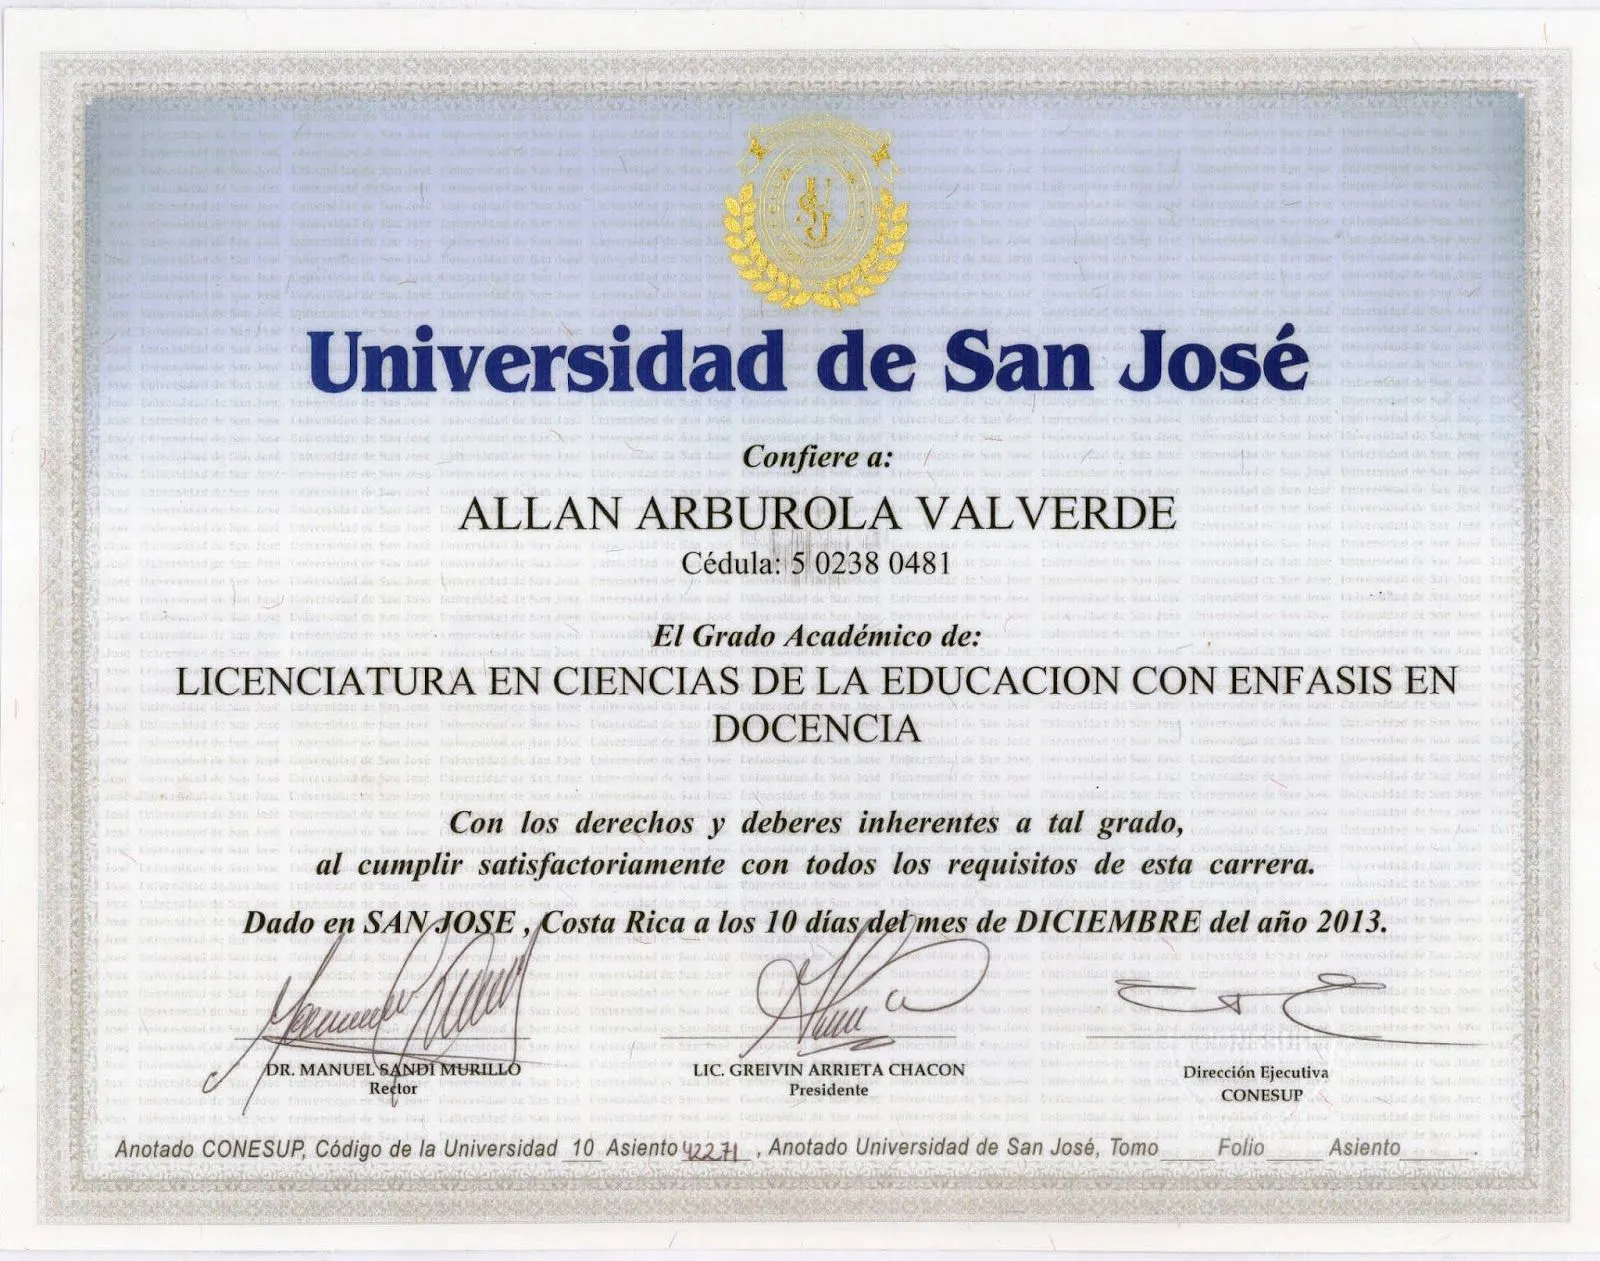 Universidad de San José
Confiere a:
ALLAN ARBUROLA VALVERDE
Cédula: 5 0238 0481
El Grado Académico de:
LICENCIATURA EN CIENCIAS DE LA EDUCACION CON ENFASIS EN
DOCENCIA
Con los derechos y deberes inherentes a tal grado,
al cumplir satisfactoriamente con todos los requisitos de esta carrera.
Dado en SAN JOSE , Costa Rica a los 10 días del mes de DICIEMBRE del año 2013.
DR. MANUEL SANDI MURILLO
Rector
LIC. GREIVIN ARRIETA CHACON
Presidente
Dirección Ejecutiva
CONESUP
Anotado CONESUP, Código de la Universidad 10 Asiento 42271 , Anotado Universidad de San José, Tomo ____ Folio ____ Asiento ____ .